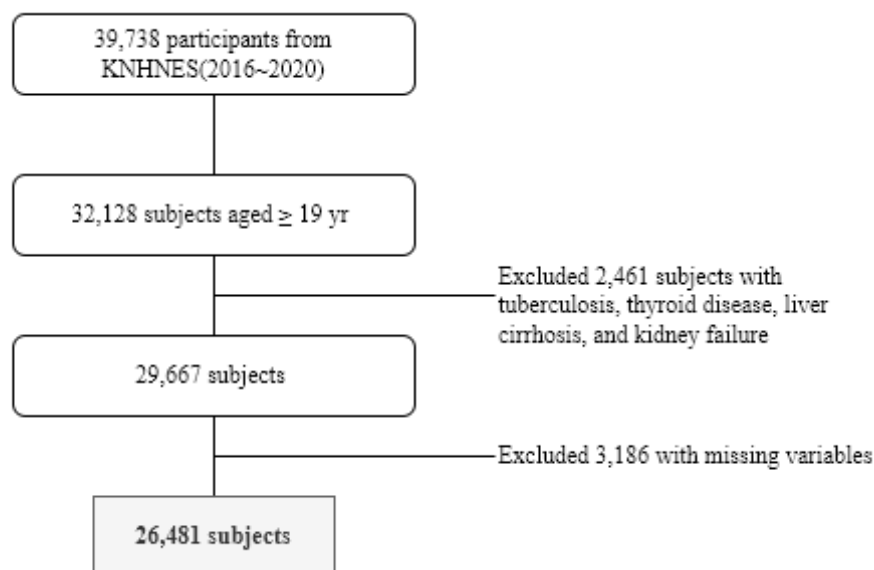 39,738 participants from
KNHNES(2016~2020)
32,128 subjects aged ≥ 19 yr
Excluded 2,461 subjects with
tuberculosis, thyroid disease, liver
cirrhosis, and kidney failure
29,667 subjects
Excluded 3,186 with missing variables
26,481 subjects